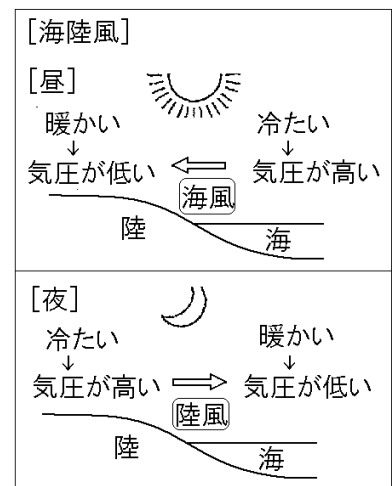 [海陸風]
[昼]
暖かい 冷たい
↓ ↓
気圧が低い ⇐ 気圧が高い
海風
陸 海
[夜]
冷たい 暖かい
↓ ↓
気圧が高い ⇒ 気圧が低い
陸風
陸 海